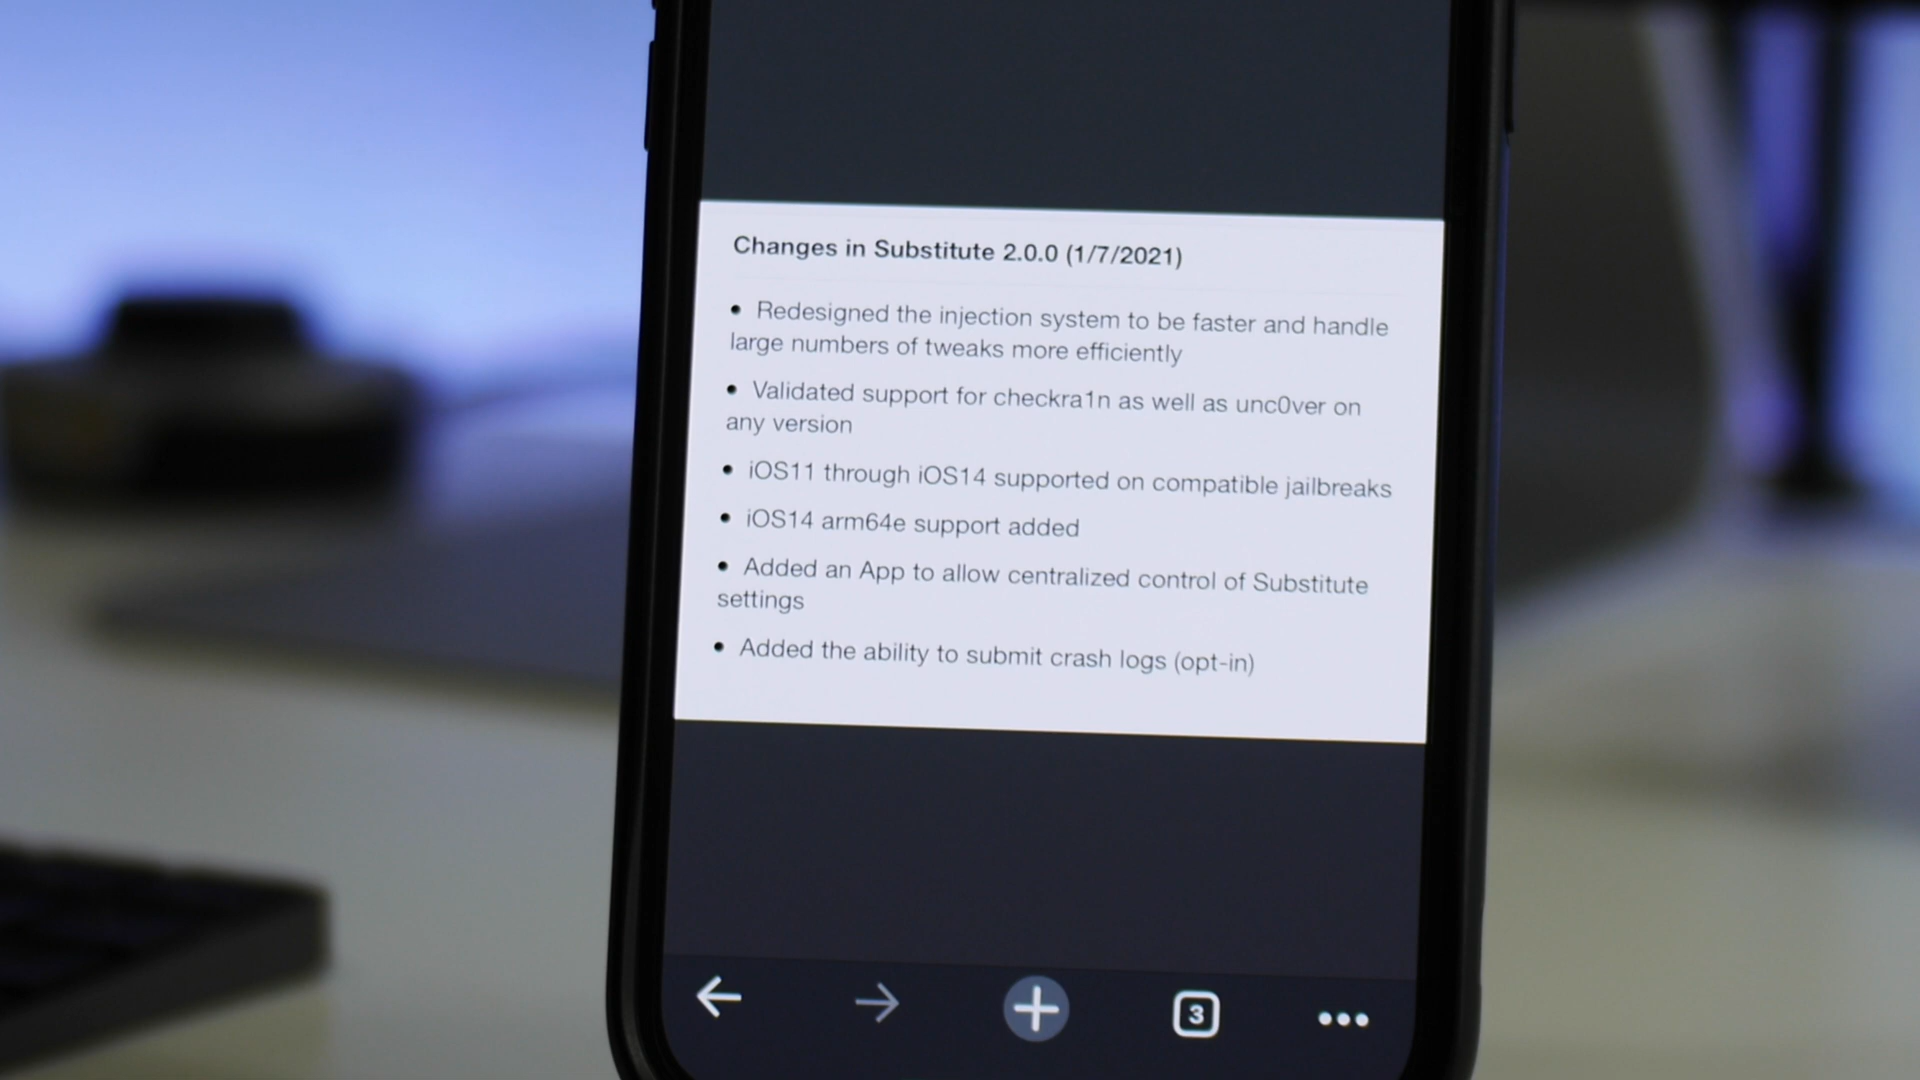 Changes in Substitute 2.0.0 (1/7/2021)
• Redesigned the injection system to be faster and handle
large numbers of tweaks more efficiently
• Validated support for checkra1n as well as unc0ver on
any version
• iOS11 through iOS14 supported on compatible jailbreaks
• iOS14 arm64e support added
• Added an App to allow centralized control of Substitute
settings
• Added the ability to submit crash logs (opt-in)
3